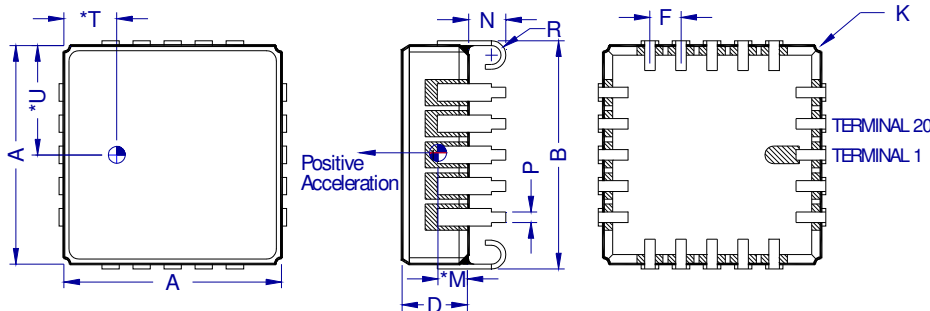 *T
N
R
F
K
*U
A
B
P
TERMINAL 20
TERMINAL 1
Positive
Acceleration
*M
A
D